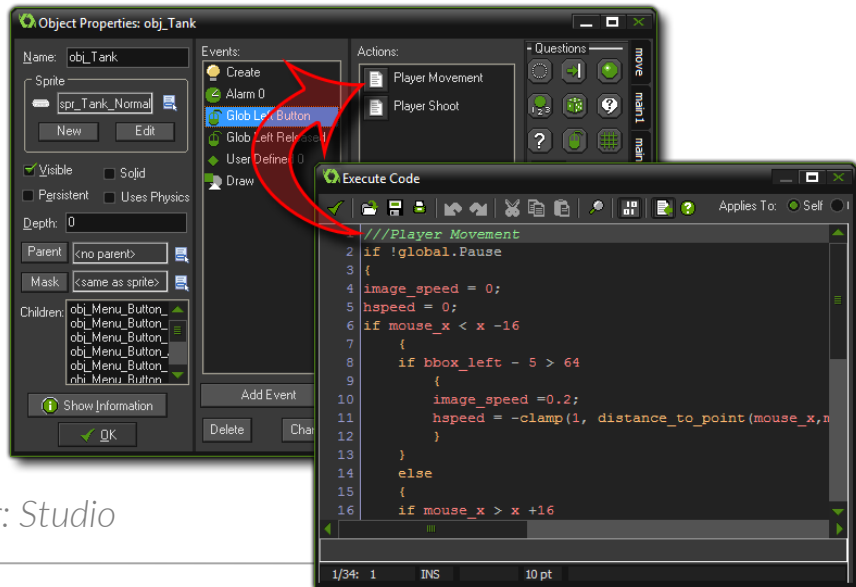 Object Properties: obj_Tank
Name: obj_Tank
Sprite
spr_Tank_Normal
New Edit
Visible Solid
Persistent Uses Physics
Depth: 0
Parent <no parent>
Mask <same as sprite>
Children: obj_Menu_Button_
obj_Menu_Button_
obj_Menu_Button_
obj_Menu_Button_
obj_Menu_Button_
obj_Menu_Button
Show Information
OK
Events:
Create
Alarm 0
Glob Left Button
Glob Left Released
User Defined 0
Draw
Add Event
Delete
Actions:
Player Movement
Player Shoot
Questions
move
main1
Execute Code
Applies To: Self
1 ///Player Movement
2 if !global.Pause
3 {
4 image_speed = 0;
5 hspeed = 0;
6 if mouse_x < x -16
7 {
8 if bbox_left - 5 > 64
9 {
10 image_speed =0.2;
11 hspeed = -clamp(1, distance_to_point(mouse_x,m
12 }
13 }
14 else
15 {
16 if mouse_x > x +16
1/34: 1 INS 10 pt
: Studio